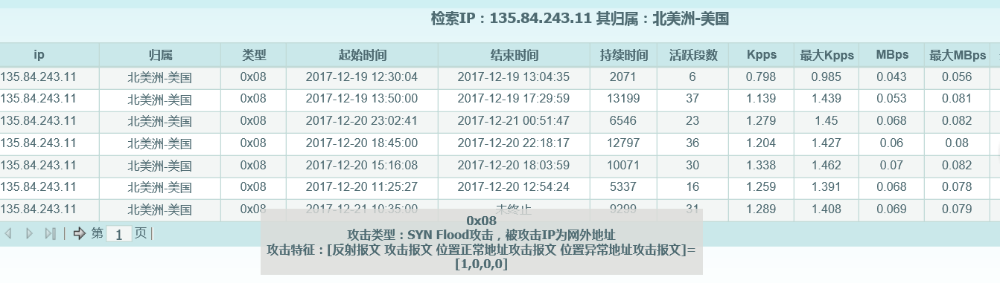 检索IP：135.84.243.11 其归属：北美洲-美国
ip 归属 类型 起始时间 结束时间 持续时间 活跃段数 Kpps 最大Kpps MBps 最大MBps
135.84.243.11 北美洲-美国 0x08 2017-12-19 12:30:04 2017-12-19 13:04:35 2071 6 0.798 0.985 0.043 0.056
135.84.243.11 北美洲-美国 0x08 2017-12-19 13:50:00 2017-12-19 17:29:59 13199 37 1.139 1.439 0.053 0.081
135.84.243.11 北美洲-美国 0x08 2017-12-20 23:02:41 2017-12-21 00:51:47 6546 23 1.279 1.45 0.068 0.082
135.84.243.11 北美洲-美国 0x08 2017-12-20 18:45:00 2017-12-20 22:18:17 12797 36 1.204 1.427 0.06 0.08
135.84.243.11 北美洲-美国 0x08 2017-12-20 15:16:08 2017-12-20 18:03:59 10071 30 1.338 1.462 0.07 0.082
135.84.243.11 北美洲-美国 0x08 2017-12-20 11:25:27 2017-12-20 12:54:24 5337 16 1.259 1.391 0.068 0.078
135.84.243.11 北美洲-美国 0x08 2017-12-21 10:35:00 未终止 9299 31 1.289 1.408 0.069 0.079
第 1 页
0x08
攻击类型：SYN Flood攻击，被攻击IP为网外地址
攻击特征：[反射报文 攻击报文 位置正常地址攻击报文 位置异常地址攻击报文]=
[1,0,0,0]